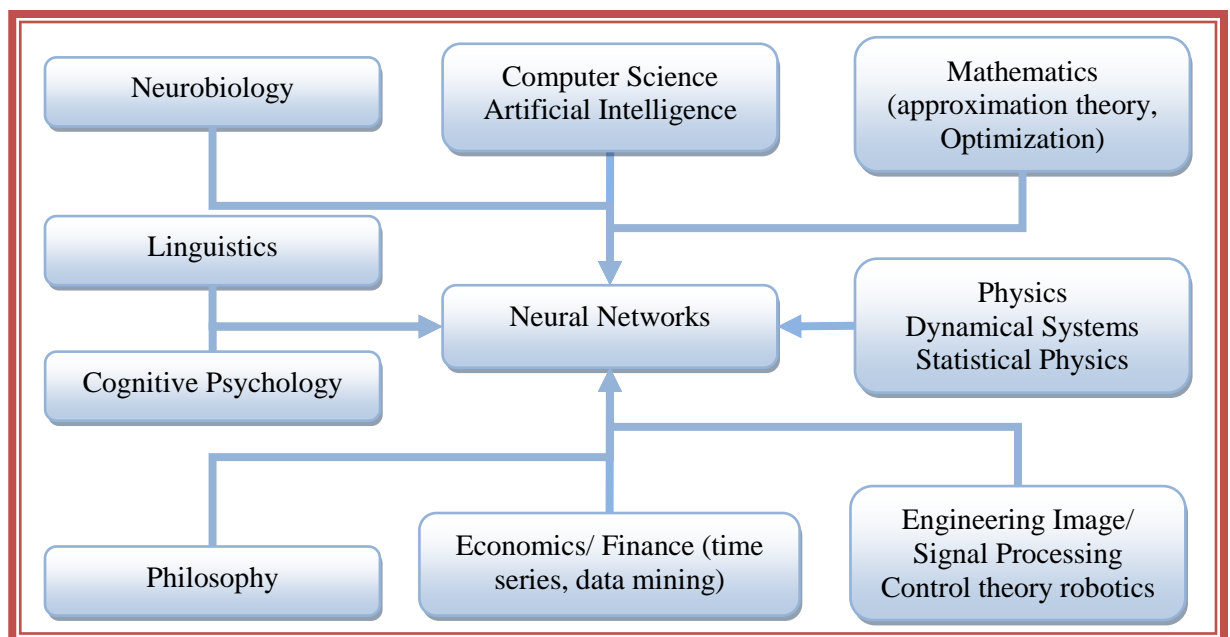 Neurobiology
Computer Science
Artificial Intelligence
Mathematics
(approximation theory,
Optimization)
Linguistics
Neural Networks
Physics
Dynamical Systems
Statistical Physics
Cognitive Psychology
Philosophy
Economics/ Finance (time
series, data mining)
Engineering Image/
Signal Processing
Control theory robotics